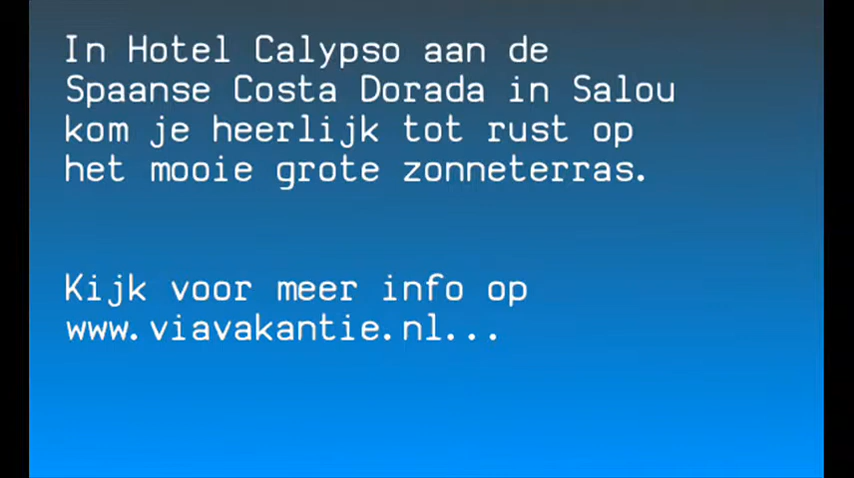 In Hotel Calypso aan de
Spaanse Costa Dorada in Salou
kom je heerlijk tot rust op
het mooie grote zonneterras.
Kijk voor meer info op
www.viavakantie.nl...